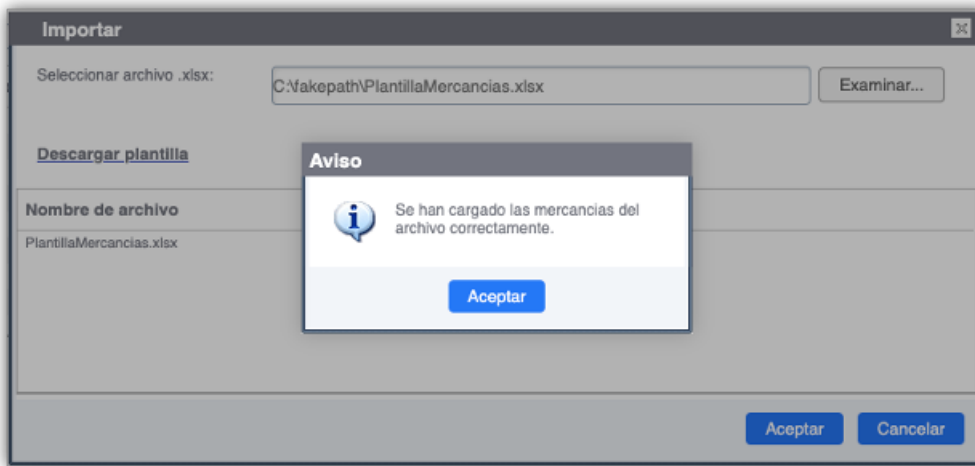 Importar
Seleccionar archivo .xlsx:
C:\fakepath\PlantillaMercancias.xlsx
Examinar...
Descargar plantilla
Aviso
Nombre de archivo
Se han cargado las mercancias del
archivo correctamente.
PlantillaMercancias.xlsx
Aceptar
Aceptar
Cancelar